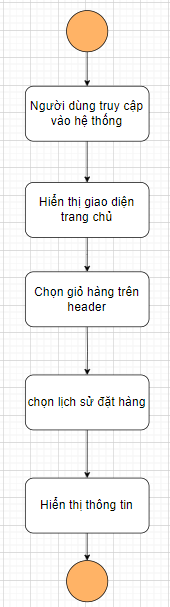 Người dùng truy cập
vào hệ thống
Hiển thị giao diện
trang chủ
Chọn giỏ hàng trên
header
chọn lịch sử đặt hàng
Hiển thị thông tin